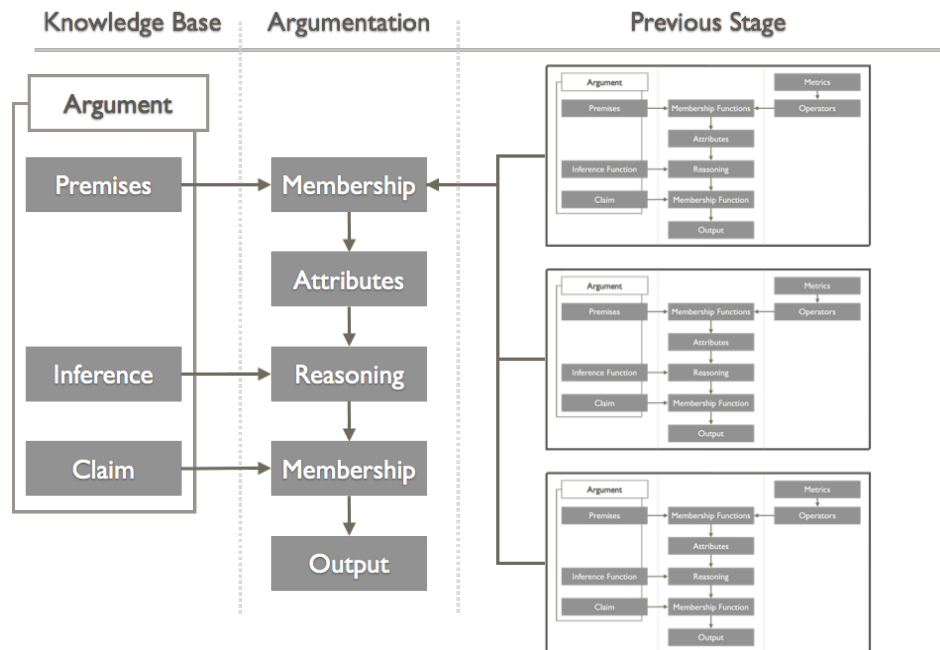 Knowledge Base
Argumentation
Previous Stage
Argument
Premises
Inference
Claim
Membership
Attributes
Reasoning
Membership
Output
Argument
Premises
Inference Function
Claim
Membership Functions
Attributes
Reasoning
Membership Function
Output
Metrics
Operators
Argument
Premises
Inference Function
Claim
Membership Functions
Attributes
Reasoning
Membership Function
Output
Metrics
Operators
Argument
Premises
Inference Function
Claim
Membership Functions
Attributes
Reasoning
Membership Function
Output
Metrics
Operators